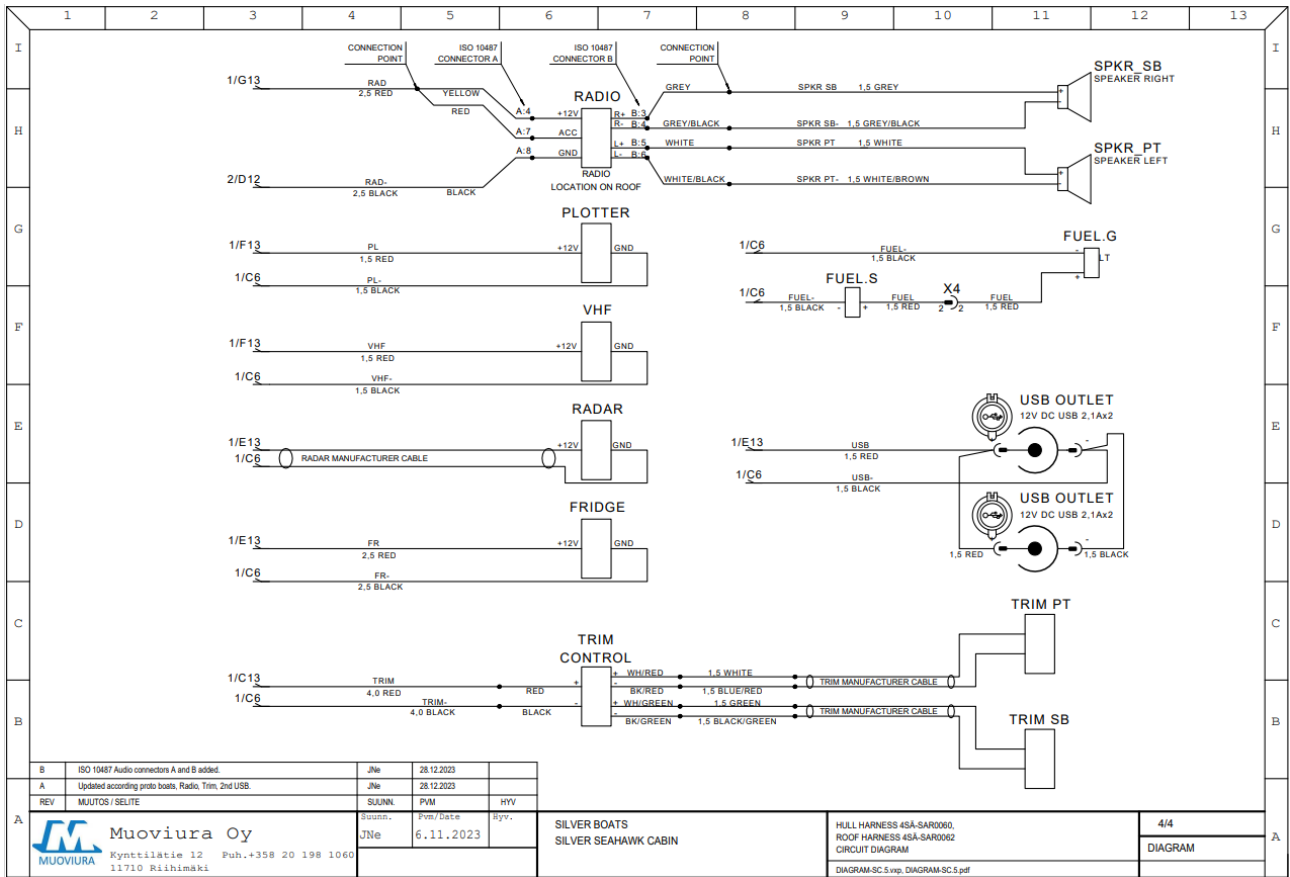 1 2 3 4 5 6 7 8 9 10 11 12 13
I I
CONNECTION POINT
ISO 10487 CONNECTOR A
ISO 10487 CONNECTOR B
CONNECTION POINT
1/G13
RAD
2,5 RED
YELLOW
RED
A:4
A:7
A:8
RADIO
+12V
ACC
GND
R+ B:3
R- B:4
L+ B:5
L- B:6
RADIO
LOCATION ON ROOF
GREY
SPKR SB 1,5 GREY
GREY/BLACK
SPKR SB- 1,5 GREY/BLACK
WHITE
SPKR PT 1,5 WHITE
WHITE/BLACK
SPKR PT- 1,5 WHITE/BROWN
SPKR_SB
SPEAKER RIGHT
+
-
SPKR_PT
SPEAKER LEFT
+
-
H H
2/D12
RAD-
2,5 BLACK
BLACK
G G
PLOTTER
1/F13
PL
1,5 RED
+12V GND
1/C6
PL-
1,5 BLACK
1/C6
FUEL-
1,5 BLACK
FUEL.G
-
LT
+
FUEL.S
1/C6
FUEL-
1,5 BLACK
- +
FUEL
1,5 RED
X4
2 2
FUEL
1,5 RED
F F
VHF
1/F13
VHF
1,5 RED
+12V GND
1/C6
VHF-
1,5 BLACK
E E
RADAR
1/E13
1/C6
RADAR MANUFACTURER CABLE
+12V GND
USB OUTLET
12V DC USB 2,1Ax2
1/E13
USB
1,5 RED
-
1/C6
USB-
1,5 BLACK
D D
FRIDGE
1/E13
FR
2,5 RED
+12V GND
1/C6
FR-
2,5 BLACK
USB OUTLET
12V DC USB 2,1Ax2
1,5 RED
-
1,5 BLACK
C C
TRIM
CONTROL
1/C13
TRIM
4,0 RED
RED
+
1/C6
TRIM-
4,0 BLACK
BLACK
-
+ WH/RED 1,5 WHITE
- BK/RED 1,5 BLUE/RED
+ WH/GREEN 1,5 GREEN
- BK/GREEN 1,5 BLACK/GREEN
TRIM MANUFACTURER CABLE
TRIM MANUFACTURER CABLE
TRIM PT
TRIM SB
B B
B ISO 10487 Audio connectors A and B added. JNe 28.12.2023
A Updated according proto boats, Radio, Trim, 2nd USB. JNe 28.12.2023
REV MUUTOS / SELITE SUUNN. PVM HYV
A A
MUOVIURA
Muoviura Oy
Kynttilätie 12 Puh.+358 20 198 1060
11710 Riihimäki
Suunn. Pvm/Date Hyv.
JNe 6.11.2023
SILVER BOATS
SILVER SEAHAWK CABIN
HULL HARNESS 4SÄ-SAR0060,
ROOF HARNESS 4SÄ-SAR0062
CIRCUIT DIAGRAM
DIAGRAM-SC.5.vxp, DIAGRAM-SC.5.pdf
4/4
DIAGRAM